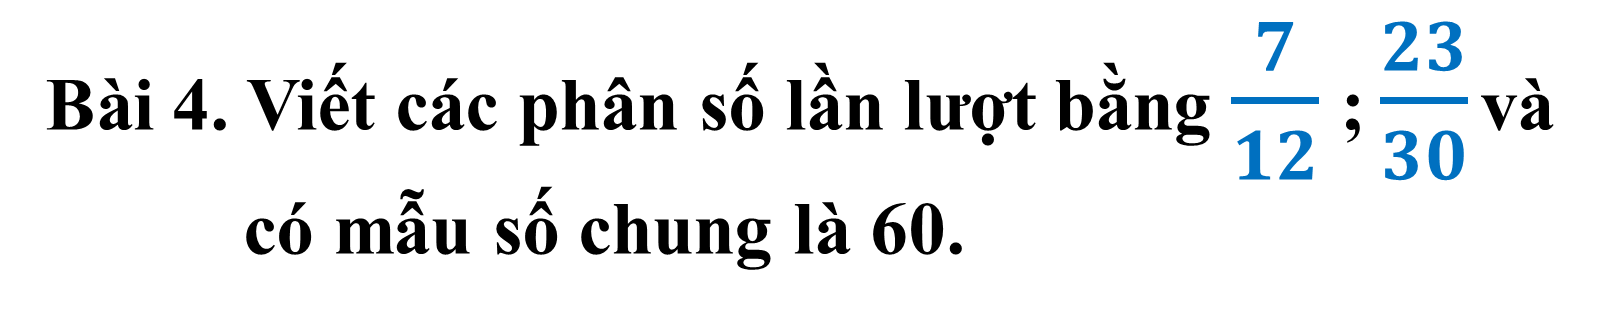 Bài 4. Viết các phân số lần lượt bằng 7/12 ; 23/30 và
có mẫu số chung là 60.